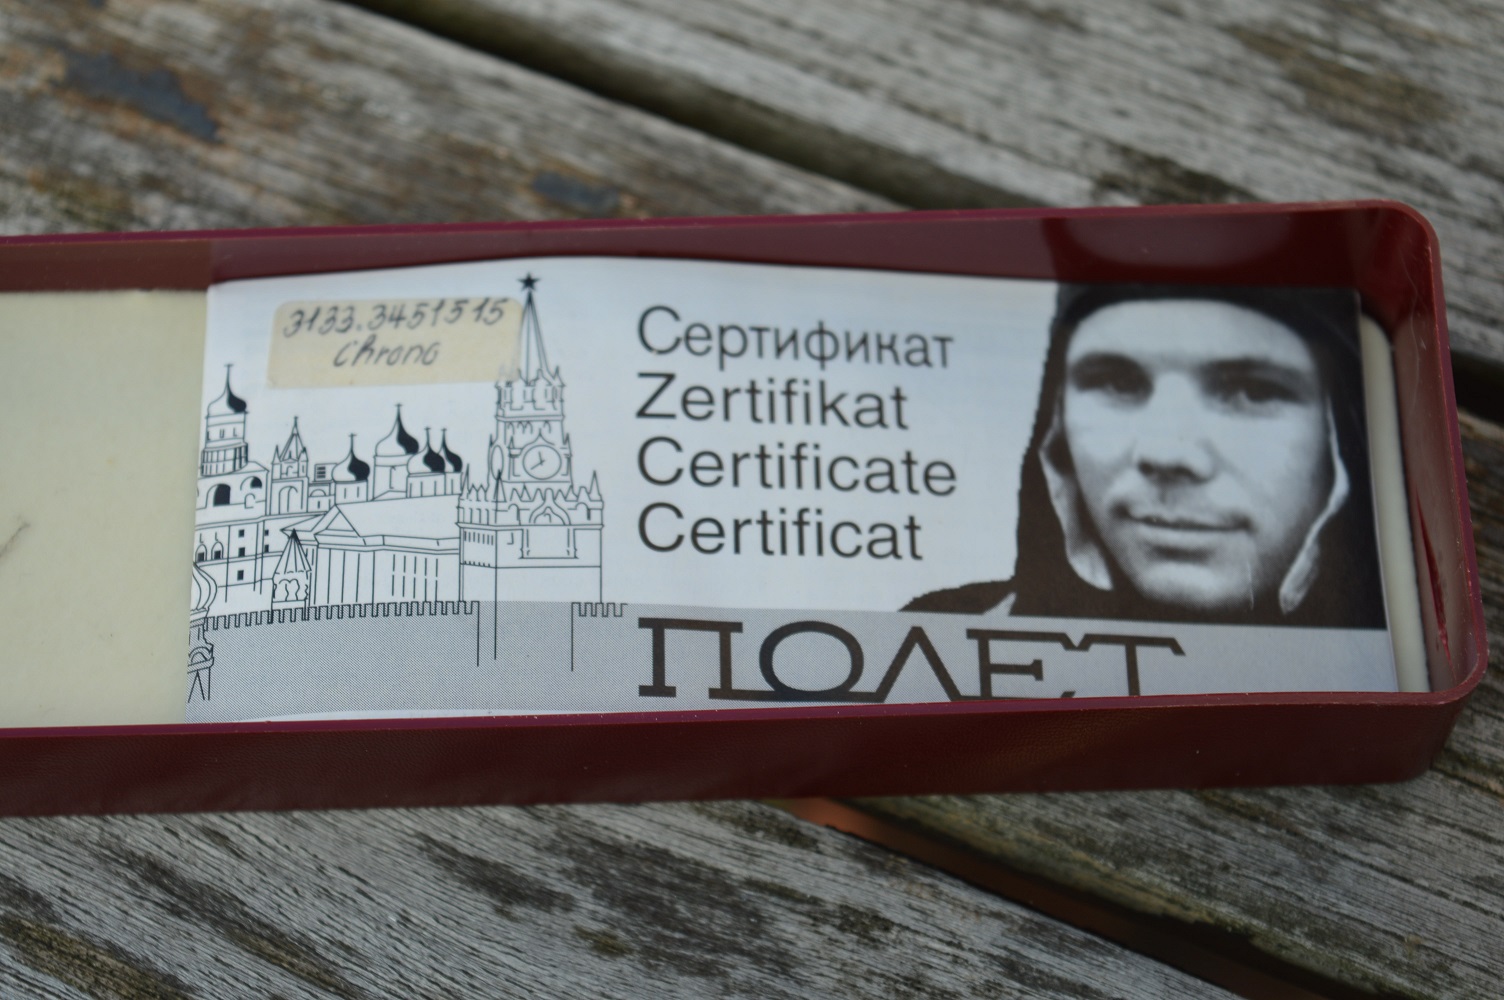 3133.3451515
Chrono
Сертификат
Zertifikat
Certificate
Certificat
ПОЛЕТ